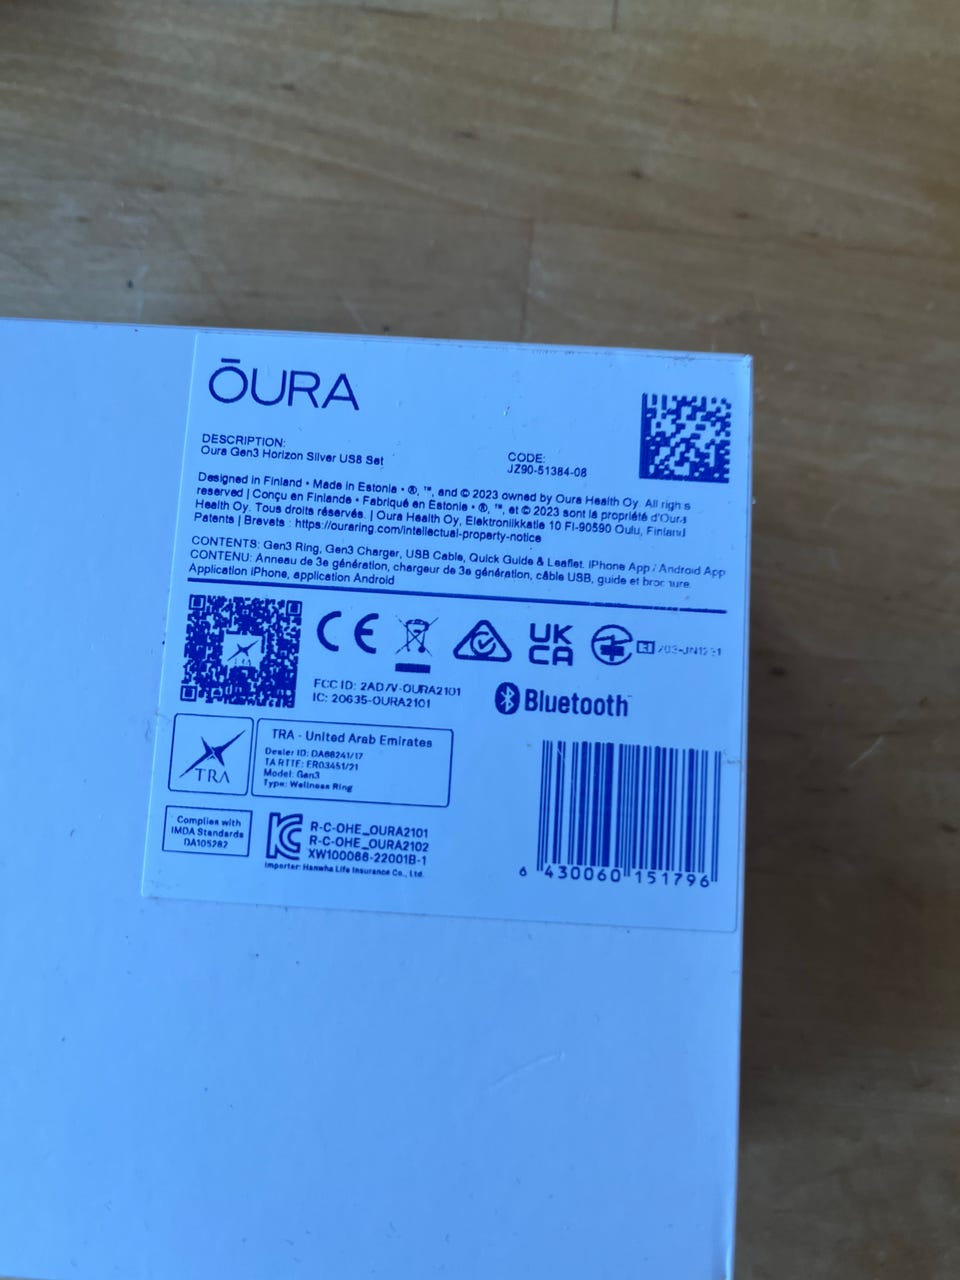 ŌURA
DESCRIPTION:
Oura Gen3 Horizon Silver US8 Set
CODE:
JZ90-51384-08
Designed in Finland • Made in Estonia • ®, ™, and © 2023 owned by Oura Health Oy. All rights
reserved | Conçu en Finlande • Fabriqué en Estonie • ®, ™, et © 2023 sont la propriété d'Oura
Health Oy. Tous droits réservés. | Oura Health Oy, Elektroniikkatie 10 FI-90590 Oulu, Finland
Patents | Brevets : https://ouraring.com/intellectual-property-notice
CONTENTS: Gen3 Ring, Gen3 Charger, USB Cable, Quick Guide & Leaflet. iPhone App / Android App
CONTENU: Anneau de 3e génération, chargeur de 3e génération, câble USB, guide et brochure.
Application iPhone, application Android
CE
UK
CA
FCC ID: 2AD7V-OURA2101
IC: 20635-OURA2101
Bluetooth™
TRA
TRA - United Arab Emirates
Dealer ID: DA88241/17
TA RTTE: ER03451/21
Model: Gen3
Type: Wellness Ring
Complies with
IMDA Standards
DA105282
R-C-OHE_OURA2101
R-C-OHE_OURA2102
XW100066-22001B-1
Importer: Hanwha Life Insurance Co., Ltd.
6 430060 151796